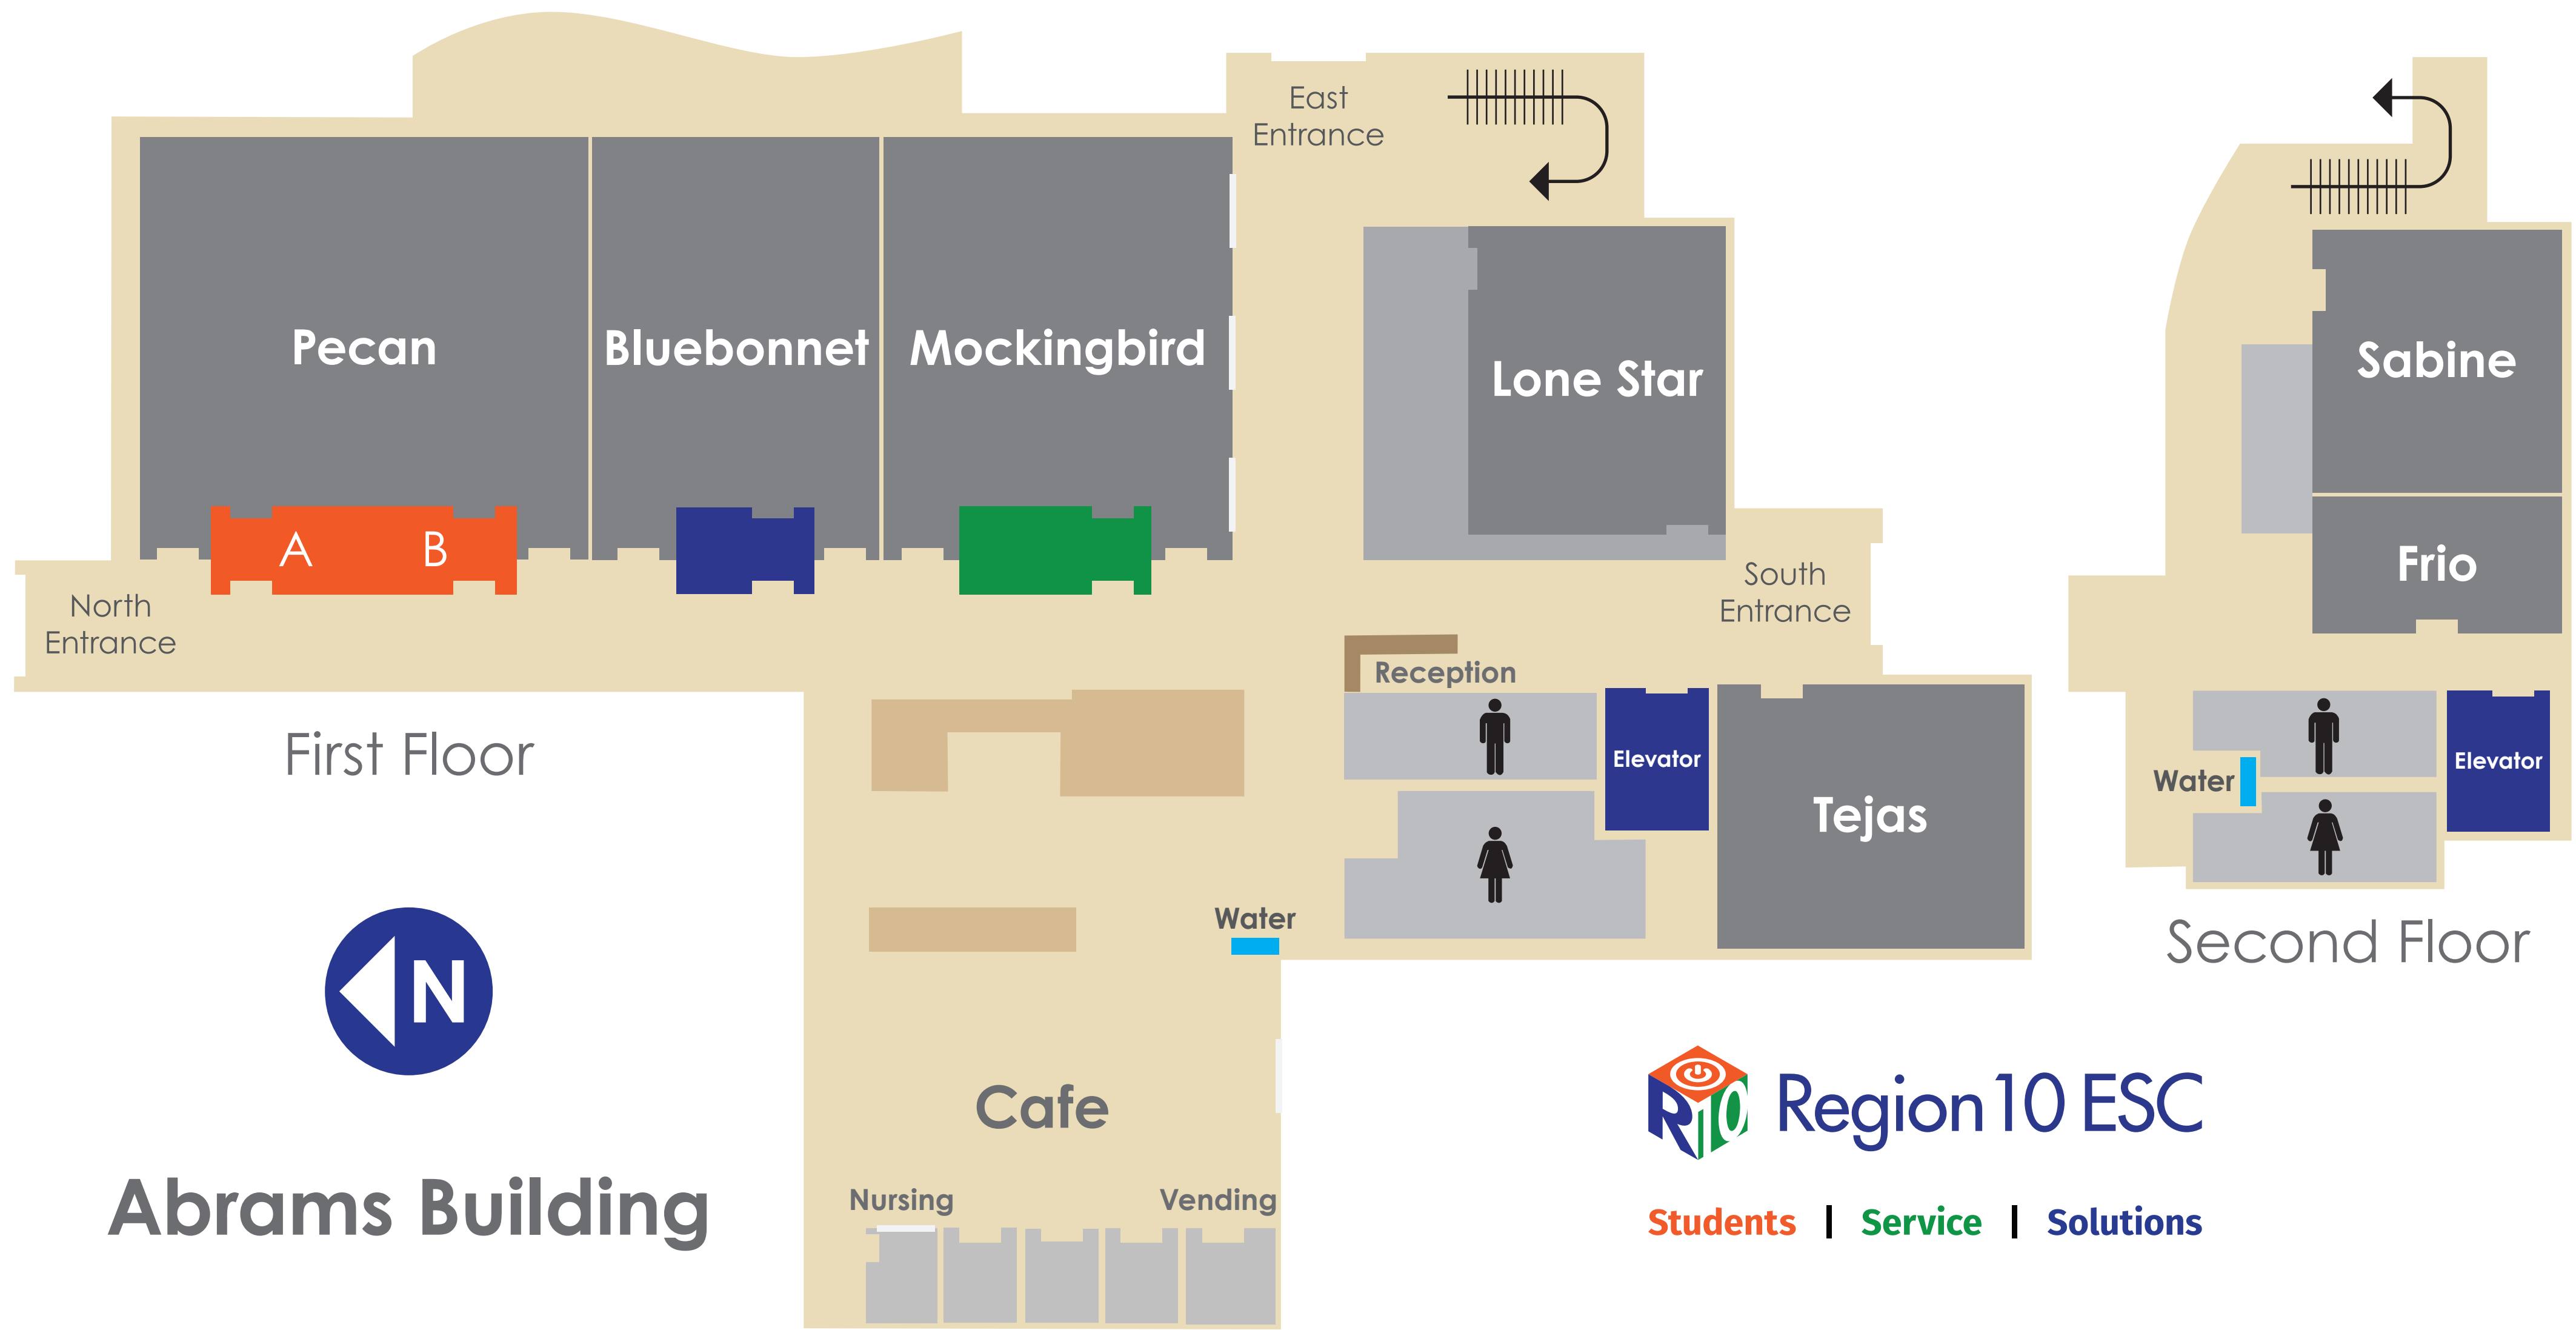 East
Entrance
Pecan
Bluebonnet
Mockingbird
Lone Star
Sabine
A
B
Frio
North
Entrance
South
Entrance
Reception
First Floor
Elevator
Tejas
Water
Elevator
Water
Second Floor
N
Cafe
Abrams Building
Nursing
Vending
R10
Region 10 ESC
Students | Service | Solutions